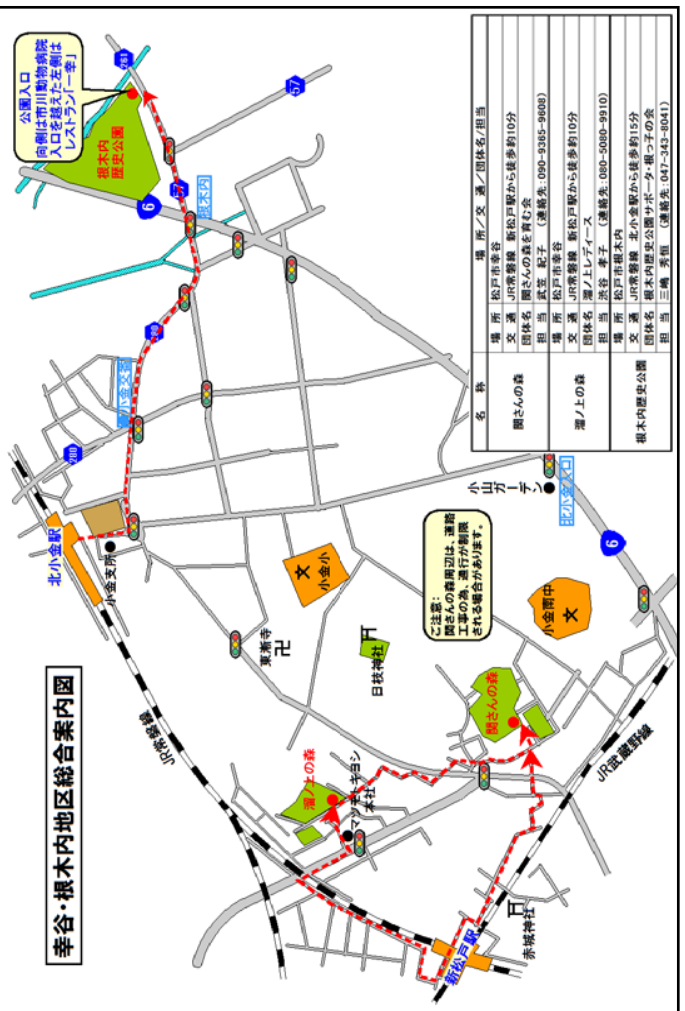 幸谷・根木内地区総合案内図
公園入口
向側は市川動物病院
入口を越えた左側は
レストラン「一幸」
261
57
根木内
歴史公園
6
57
根木内
280
280
北小金駅
小金支所
JR常磐線
文
小金小
東漸寺
卍
日枝神社
小山ガーデン
北小金入口
6
ご注意:
関さんの森周辺は、道路
工事の為、通行が制限
される場合があります。
小金南中
文
関さんの森
溜ノ上の森
マツモトキヨシ
本社
JR武蔵野線
新松戸駅
赤城神社
名 称 場 所/交 通 団体名/担当
関さんの森
場 所 松戸市幸谷
交 通 JR常磐線 新松戸駅から徒歩約10分
団体名 関さんの森を育む会
担 当 武笠 紀子 (連絡先:090-9365-9608)
溜ノ上の森
場 所 松戸市幸谷
交 通 JR常磐線 新松戸駅から徒歩約10分
団体名 溜ノ上レディース
担 当 渋谷 孝子 (連絡先:080-5080-9910)
根木内歴史公園
場 所 松戸市根木内
交 通 JR常磐線 北小金駅から徒歩約15分
団体名 根木内歴史公園サポータ・根っ子の会
担 当 三嶋 秀恒 (連絡先:047-343-8041)